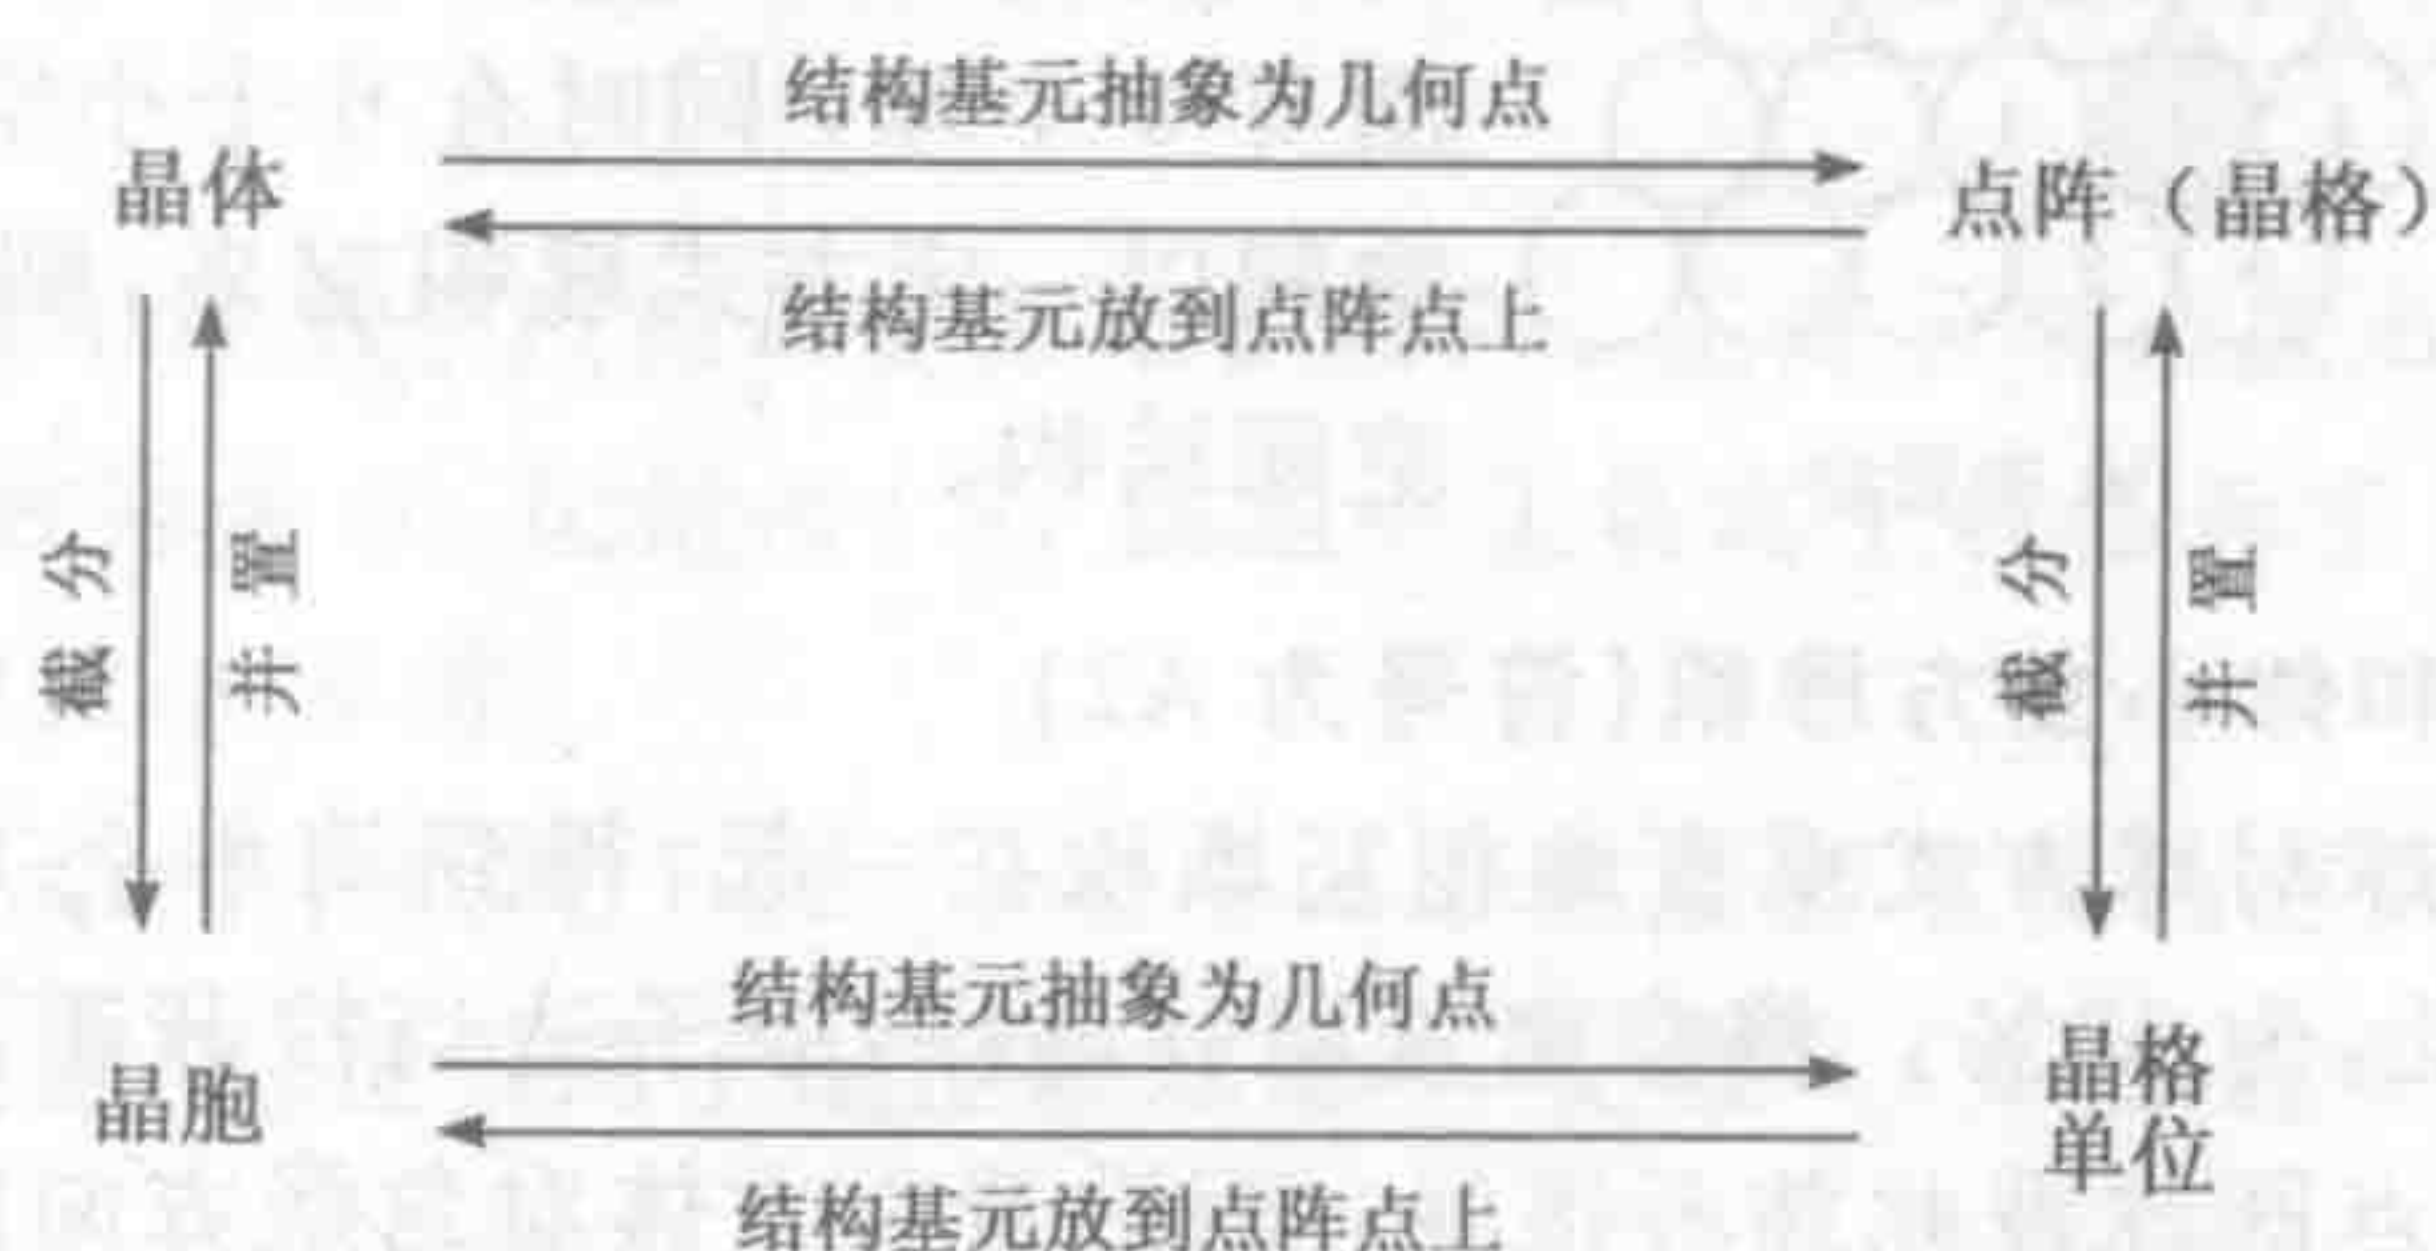 结构基元抽象为几何点
晶体
点阵（晶格）
结构基元放到点阵点上
截分
并置
截分
并置
结构基元抽象为几何点
晶胞
晶格
单位
结构基元放到点阵点上